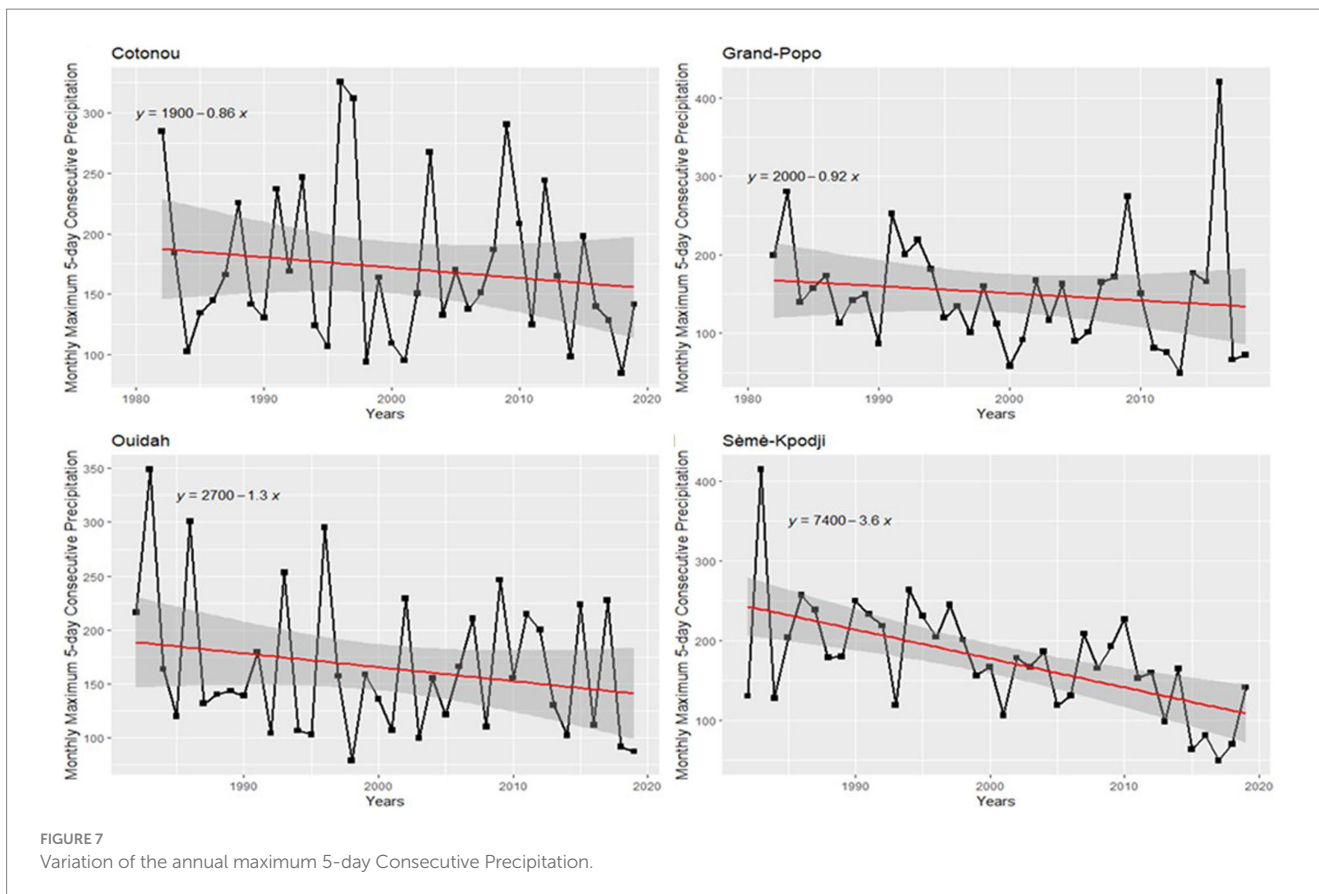 Cotonou
Monthly Maximum 5-day Consecutive Precipitation
y = 1900 – 0.86 x
300
250
200
150
100
1980
1990
2000
2010
2020
Years
Grand-Popo
Monthly Maximum 5-day Consecutive Precipitation
y = 2000 – 0.92 x
400
300
200
100
1980
1990
2000
2010
Years
Ouidah
Monthly Maximum 5-day Consecutive Precipitation
y = 2700 – 1.3 x
350
300
250
200
150
100
1990
2000
2010
2020
Years
Sèmè-Kpodji
Monthly Maximum 5-day Consecutive Precipitation
y = 7400 – 3.6 x
400
300
200
100
1990
2000
2010
2020
Years
FIGURE 7
Variation of the annual maximum 5-day Consecutive Precipitation.